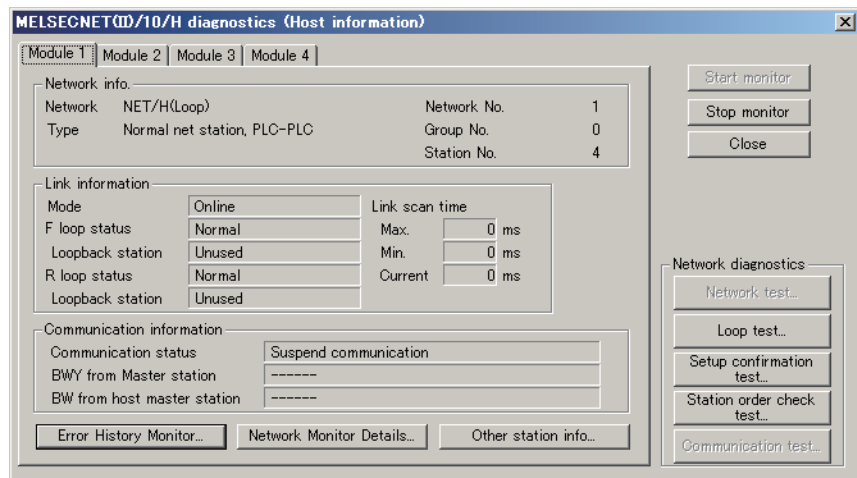 MELSECNET(II)/10/H diagnostics (Host information)
Module 1 Module 2 Module 3 Module 4
Network info.
Network NET/H(Loop) Network No. 1
Type Normal net station, PLC-PLC Group No. 0
Station No. 4
Start monitor
Stop monitor
Close
Link information
Mode Online Link scan time
F loop status Normal Max. 0 ms
Loopback station Unused Min. 0 ms
R loop status Normal Current 0 ms
Loopback station Unused
Communication information
Communication status Suspend communication
BWY from Master station ------
BW from host master station ------
Error History Monitor... Network Monitor Details... Other station info...
Network diagnostics
Network test...
Loop test...
Setup confirmation
test...
Station order check
test...
Communication test...